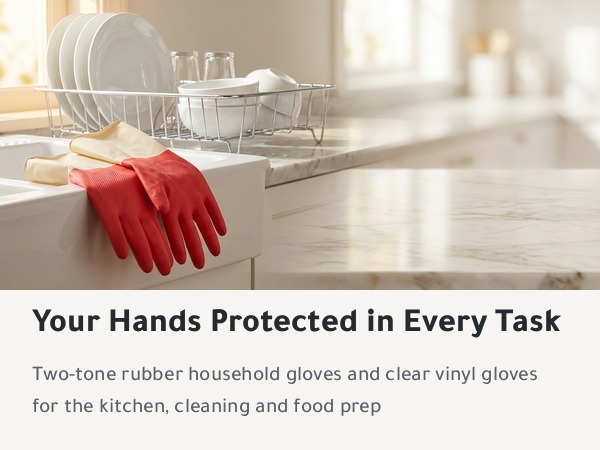 Your Hands Protected in Every Task
Two-tone rubber household gloves and clear vinyl gloves
for the kitchen, cleaning and food prep